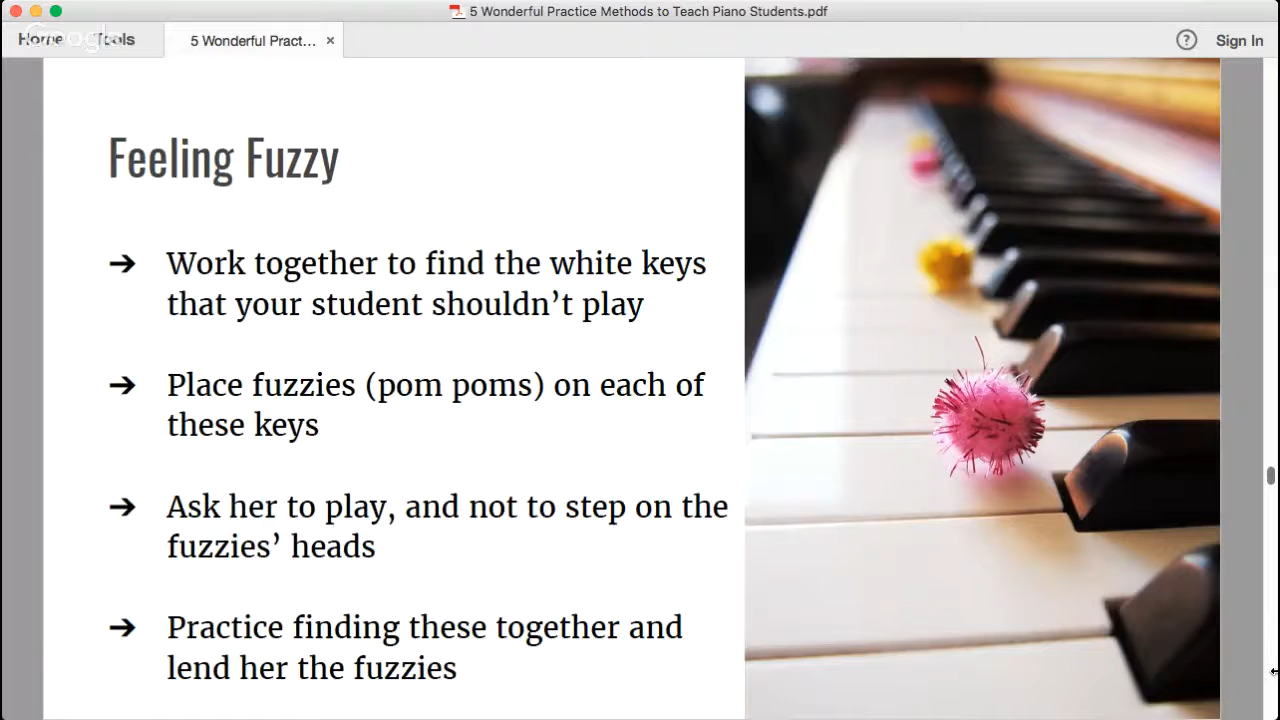 5 Wonderful Practice Methods to Teach Piano Students.pdf
Home
Tools
5 Wonderful Pract... ×
? Sign In
Google
Feeling Fuzzy
➔ Work together to find the white keys
that your student shouldn’t play
➔ Place fuzzies (pom poms) on each of
these keys
➔ Ask her to play, and not to step on the
fuzzies’ heads
➔ Practice finding these together and
lend her the fuzzies